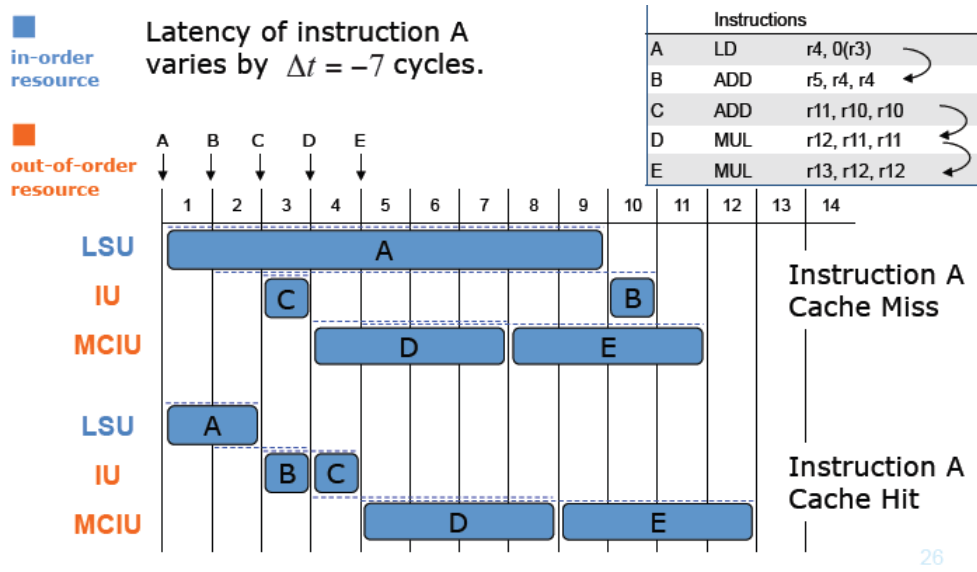 in-order
resource
Latency of instruction A
varies by Δt = −7 cycles.
out-of-order
resource
Instructions
A LD r4, 0(r3)
B ADD r5, r4, r4
C ADD r11, r10, r10
D MUL r12, r11, r11
E MUL r13, r12, r12
A B C D E
1 2 3 4 5 6 7 8 9 10 11 12 13 14
LSU A
IU C B
MCIU D E
Instruction A
Cache Miss
LSU A
IU B C
MCIU D E
Instruction A
Cache Hit
26